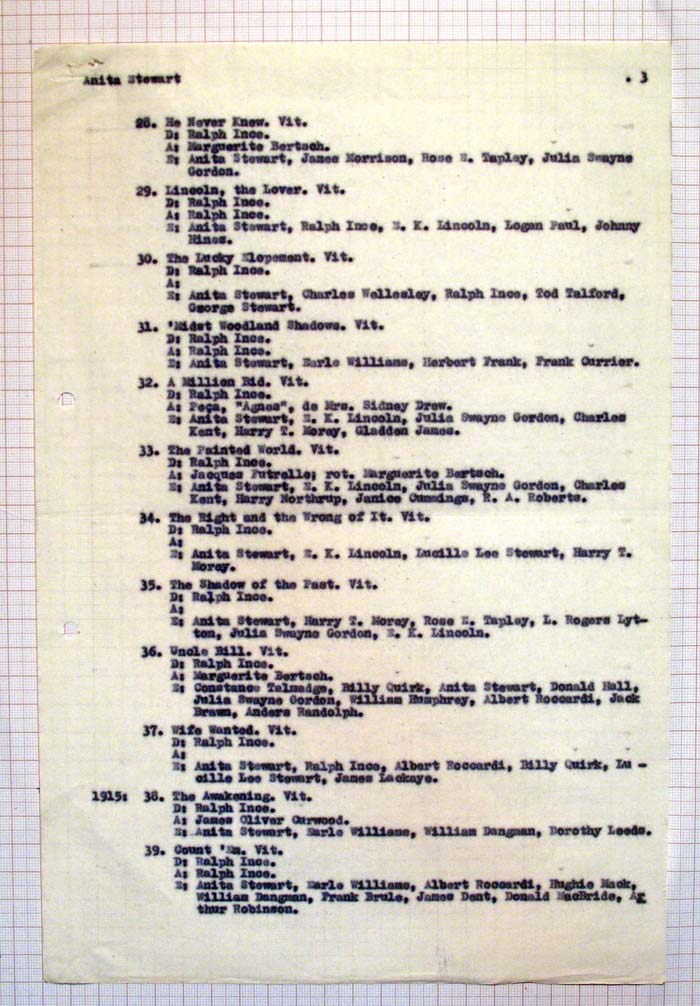 Anita Stewart . 3
28. He Never Knew. Vit.
D: Ralph Ince.
A: Marguerite Bertsch.
E: Anita Stewart, James Morrison, Rose E. Tapley, Julia Swayne
Gordon.
29. Lincoln, the Lover. Vit.
D: Ralph Ince.
A: Ralph Ince.
E: Anita Stewart, Ralph Ince, E. K. Lincoln, Logan Paul, Johnny
Hines.
30. The Lucky Elopement. Vit.
D: Ralph Ince.
A:
E: Anita Stewart, Charles Wellesley, Ralph Ince, Tod Talford,
George Stewart.
31. 'Midst Woodland Shadows. Vit.
D: Ralph Ince.
A: Ralph Ince.
E: Anita Stewart, Earle Williams, Herbert Frank, Frank Currier.
32. A Million Bid. Vit.
D: Ralph Ince.
A: Peça, "Agnes", de Mrs. Sidney Drew.
E: Anita Stewart, E. K. Lincoln, Julia Swayne Gordon, Charles
Kent, Harry T. Morey, Gladden James.
33. The Painted World. Vit.
D: Ralph Ince.
A: Jacques Futrelle; rot. Marguerite Bertsch.
E: Anita Stewart, E. K. Lincoln, Julia Swayne Gordon, Charles
Kent, Harry Northrup, Janice Cummings, R. A. Roberts.
34. The Right and the Wrong of It. Vit.
D: Ralph Ince.
A:
E: Anita Stewart, E. K. Lincoln, Lucille Lee Stewart, Harry T.
Morey.
35. The Shadow of the Past. Vit.
D: Ralph Ince.
A:
E: Anita Stewart, Harry T. Morey, Rose E. Tapley, L. Rogers Lyt-
ton, Julia Swayne Gordon, E. K. Lincoln.
36. Uncle Bill. Vit.
D: Ralph Ince.
A: Marguerite Bertsch.
E: Constance Talmadge, Billy Quirk, Anita Stewart, Donald Hall,
Julia Swayne Gordon, William Humphrey, Albert Roccardi, Jack
Brawn, Anders Randolph.
37. Wife Wanted. Vit.
D: Ralph Ince.
A:
E: Anita Stewart, Ralph Ince, Albert Roccardi, Billy Quirk, Lu -
cille Lee Stewart, James Lackaye.
1915: 38. The Awakening. Vit.
D: Ralph Ince.
A: James Oliver Curwood.
E: Anita Stewart, Earle Williams, William Dangman, Dorothy Leeds.
39. Count 'Em. Vit.
D: Ralph Ince.
A: Ralph Ince.
E: Anita Stewart, Earle Williams, Albert Roccardi, Hughie Mack,
William Dangman, Frank Brule, James Dent, Donald MacBride, Ar
thur Robinson.